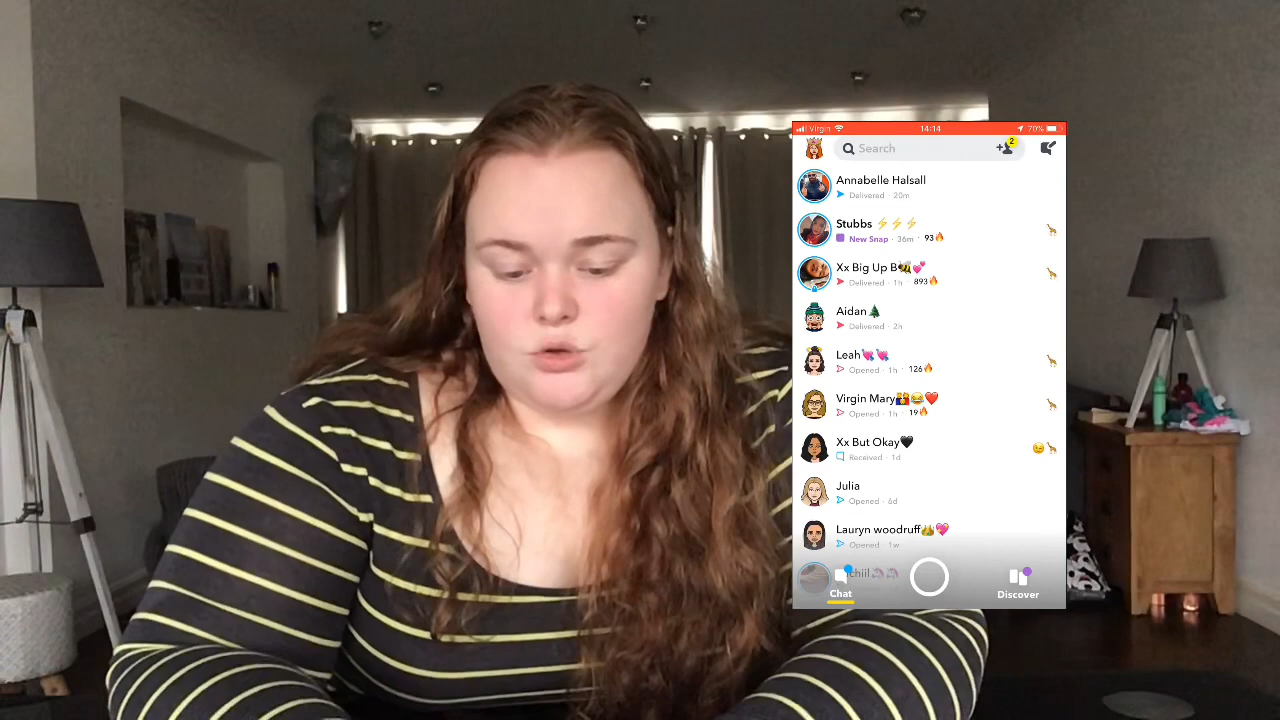 Virgin 14:14 70%
Search 2
Annabelle Halsall
Delivered · 20m
Stubbs ⚡⚡⚡
New Snap · 36m · 93🔥
Xx Big Up B🐝💕
Delivered · 1h · 893🔥
Aidan🌲
Delivered · 2h
Leah💘💘
Opened · 1h · 126🔥
Virgin Mary👨‍👩‍👦😂❤️
Opened · 1h · 19🔥
Xx But Okay🖤
Received · 1d
Julia
Opened · 6d
Lauryn woodruff👑💖
Opened · 1w
Chat Discover